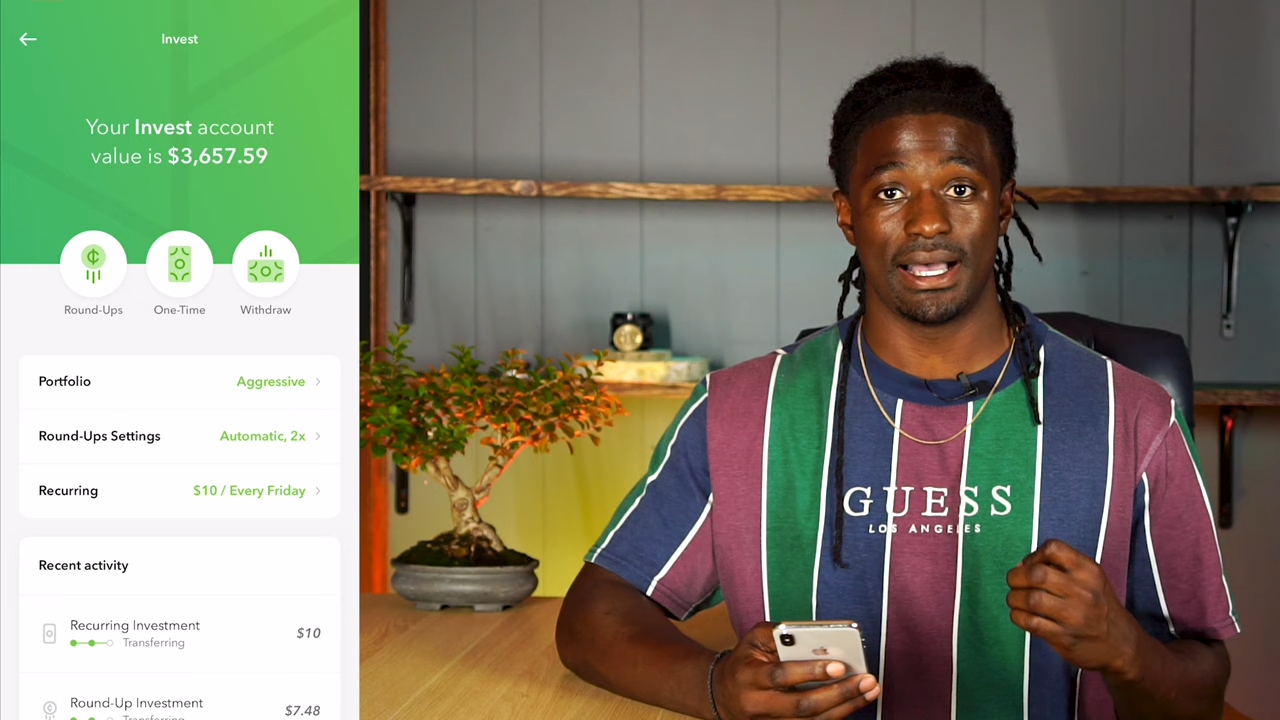 Invest
Your Invest account
value is $3,657.59
Round-Ups
One-Time
Withdraw
Portfolio
Aggressive
Round-Ups Settings
Automatic, 2x
Recurring
$10 / Every Friday
Recent activity
Recurring Investment
$10
Transferring
Round-Up Investment
$7.48
Transferring
GUESS
LOS ANGELES